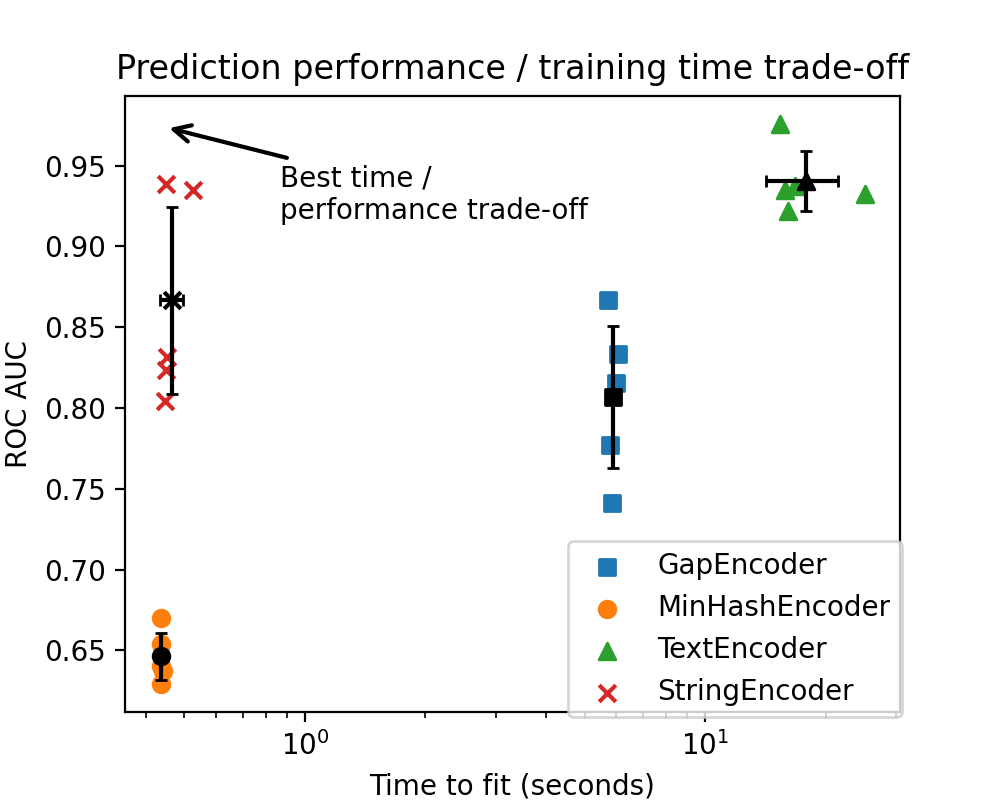 Prediction performance / training time trade-off
Best time /
performance trade-off
0.95
0.90
0.85
0.80
0.75
0.70
0.65
ROC AUC
GapEncoder
MinHashEncoder
TextEncoder
StringEncoder
10⁰
10¹
Time to fit (seconds)